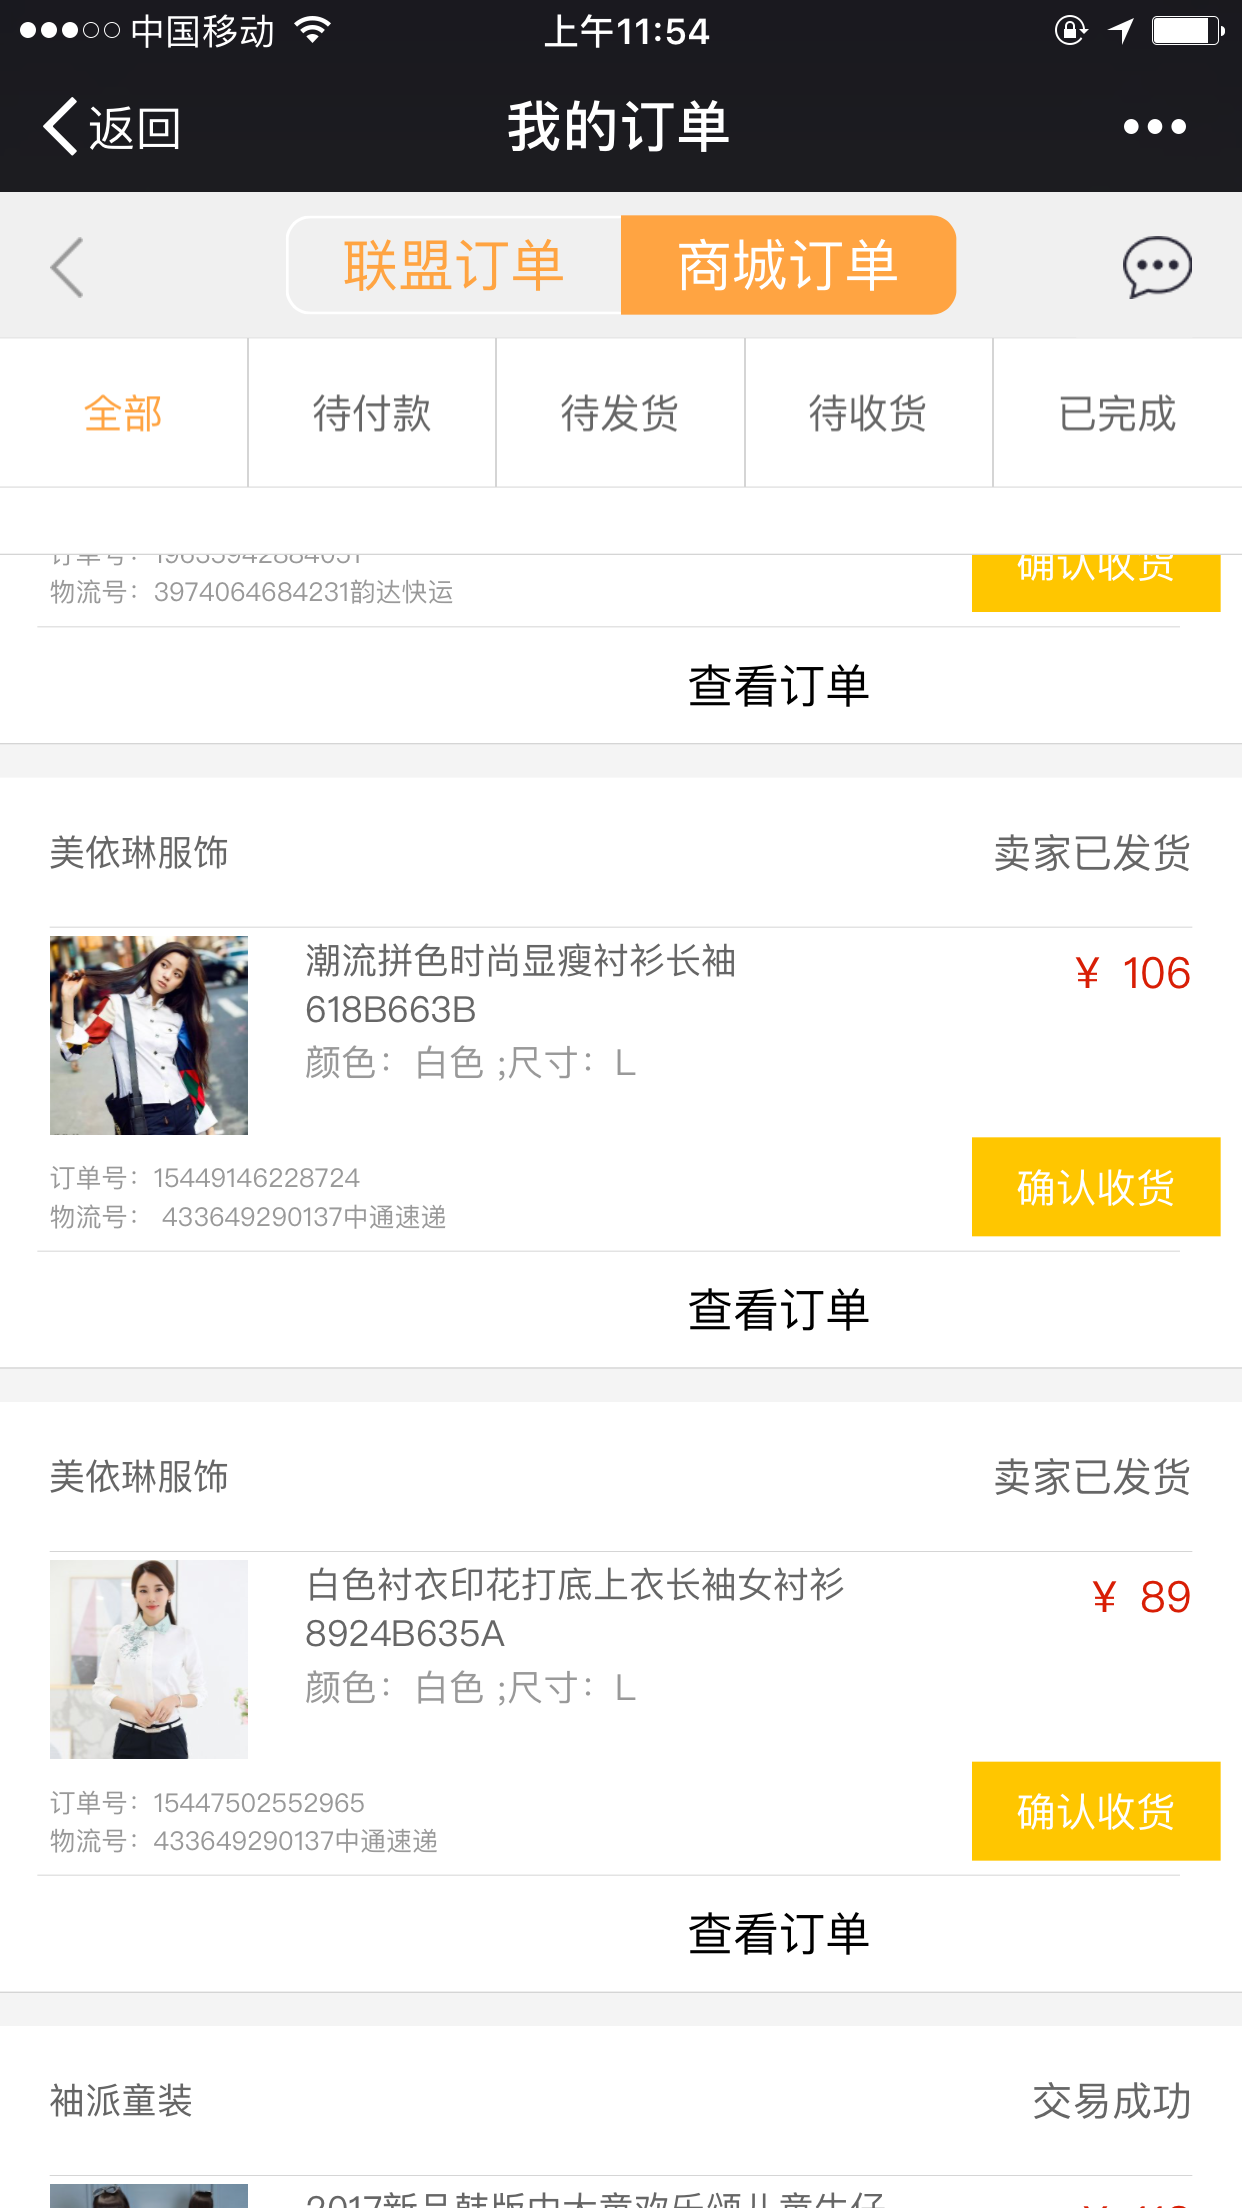 中国移动
上午11:54
返回
我的订单
联盟订单
商城订单
全部
待付款
待发货
待收货
已完成
确认收货
物流号：3974064684231韵达快运
查看订单
美依琳服饰
卖家已发货
潮流拼色时尚显瘦衬衫长袖
618B663B
¥ 106
颜色：白色 ;尺寸：L
订单号：15449146228724
物流号： 433649290137中通速递
确认收货
查看订单
美依琳服饰
卖家已发货
白色衬衣印花打底上衣长袖女衬衫
8924B635A
¥ 89
颜色：白色 ;尺寸：L
订单号：15447502552965
物流号：433649290137中通速递
确认收货
查看订单
袖派童装
交易成功